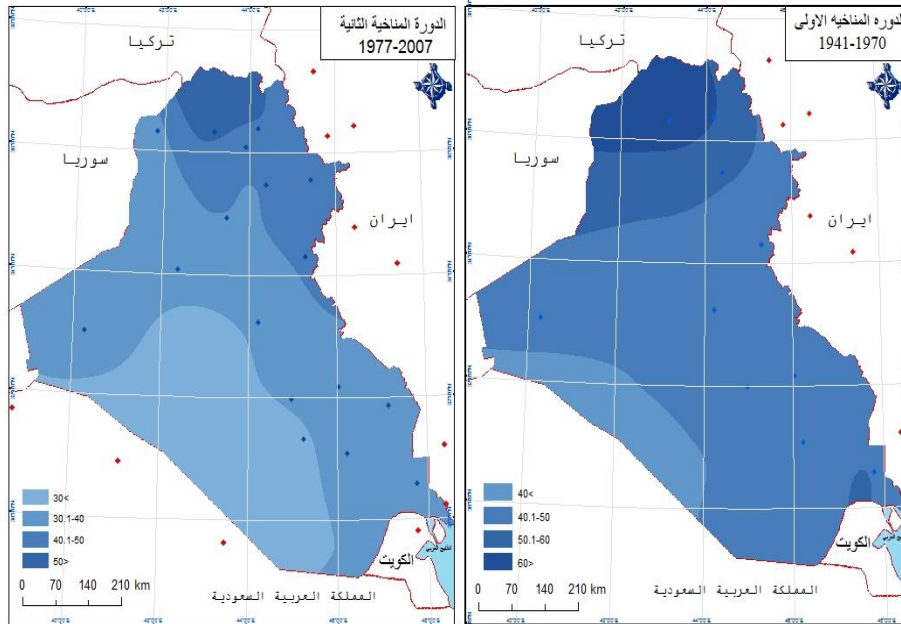 الدورة المناخية الثانية
1977-2007
تركيا
سوريا
ايران
30<
30.1-40
40.1-50
50>
0 70 140 210 km
الكويت
المملكة العربية السعودية
الدوره المناخيه الاولى
1941-1970
تركيا
سوريا
ايران
40<
40.1-50
50.1-60
60>
0 70 140 210 km
الكويت
المملكة العربية السعودية